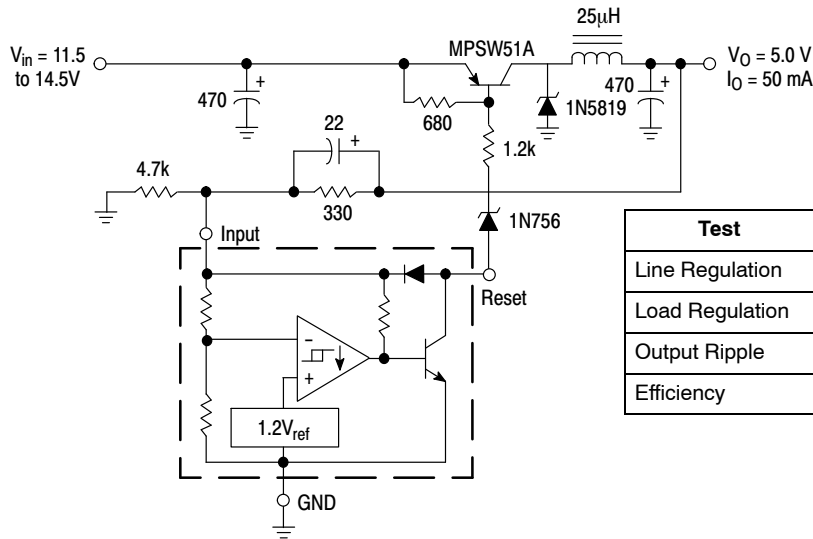 25µH
MPSW51A
Vin = 11.5
to 14.5V
VO = 5.0 V
IO = 50 mA
470
+
680
1N5819
470
+
22
+
1.2k
4.7k
330
1N756
Input
Reset
Test
Line Regulation
Load Regulation
Output Ripple
Efficiency
−
+
1.2Vref
GND